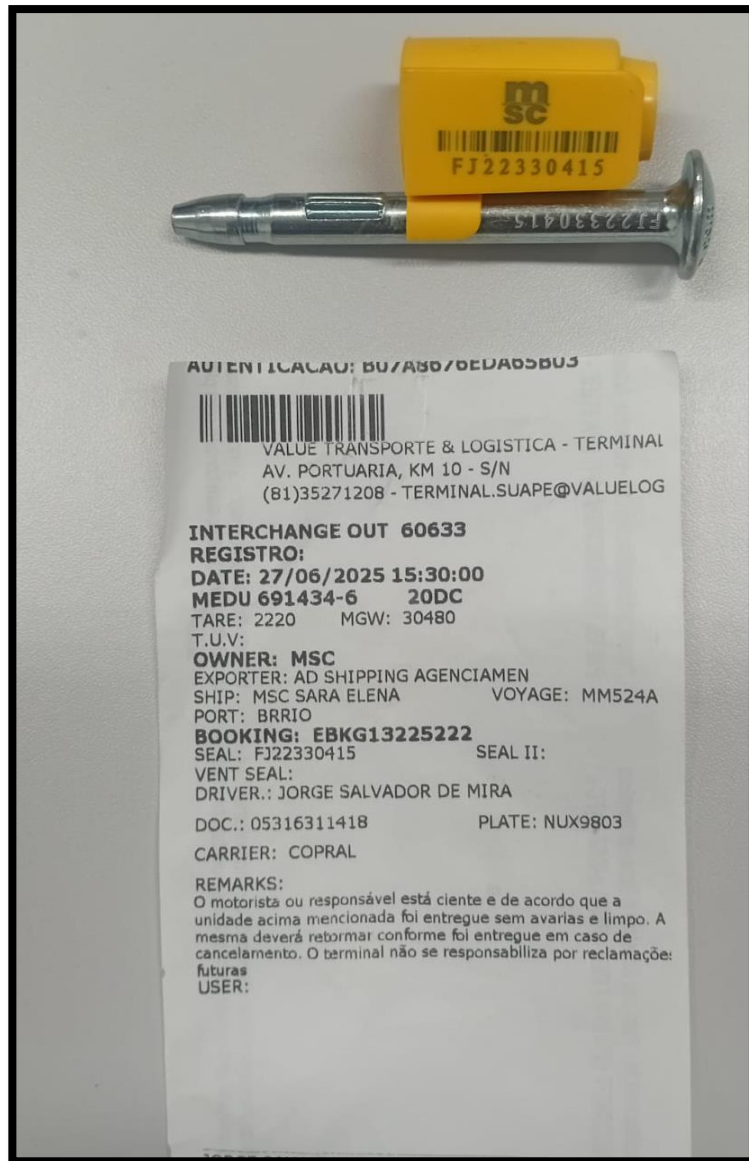 msc
FJ22330415
FJ22330415
AUTENTICACAO: B07A8676EDA65B03
VALUE TRANSPORTE & LOGISTICA - TERMINAL
AV. PORTUARIA, KM 10 - S/N
(81)35271208 - TERMINAL.SUAPE@VALUELOG
INTERCHANGE OUT 60633
REGISTRO:
DATE: 27/06/2025 15:30:00
MEDU 691434-6 20DC
TARE: 2220 MGW: 30480
T.U.V:
OWNER: MSC
EXPORTER: AD SHIPPING AGENCIAMEN
SHIP: MSC SARA ELENA VOYAGE: MM524A
PORT: BRRIO
BOOKING: EBKG13225222
SEAL: FJ22330415 SEAL II:
VENT SEAL:
DRIVER.: JORGE SALVADOR DE MIRA
DOC.: 05316311418 PLATE: NUX9803
CARRIER: COPRAL
REMARKS:
O motorista ou responsável está ciente e de acordo que a
unidade acima mencionada foi entregue sem avarias e limpo. A
mesma deverá retormar conforme foi entregue em caso de
cancelamento. O terminal não se responsabiliza por reclamaçõe:
futuras
USER: